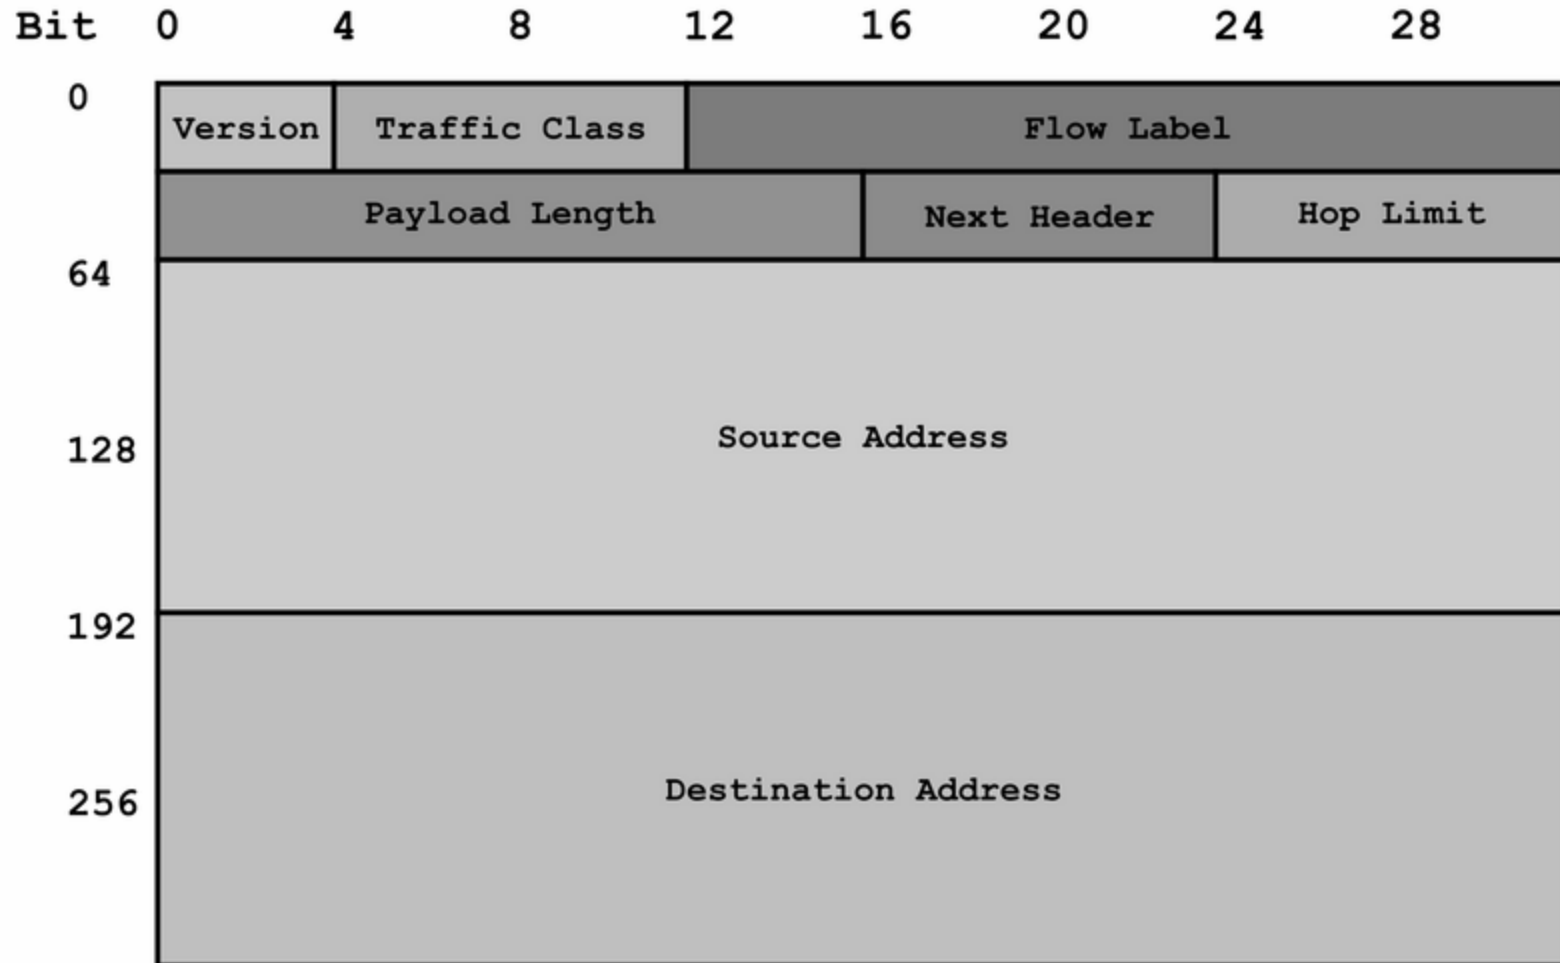 Bit 0 4 8 12 16 20 24 28
0
Version Traffic Class Flow Label
Payload Length Next Header Hop Limit
64
Source Address
128
192
Destination Address
256